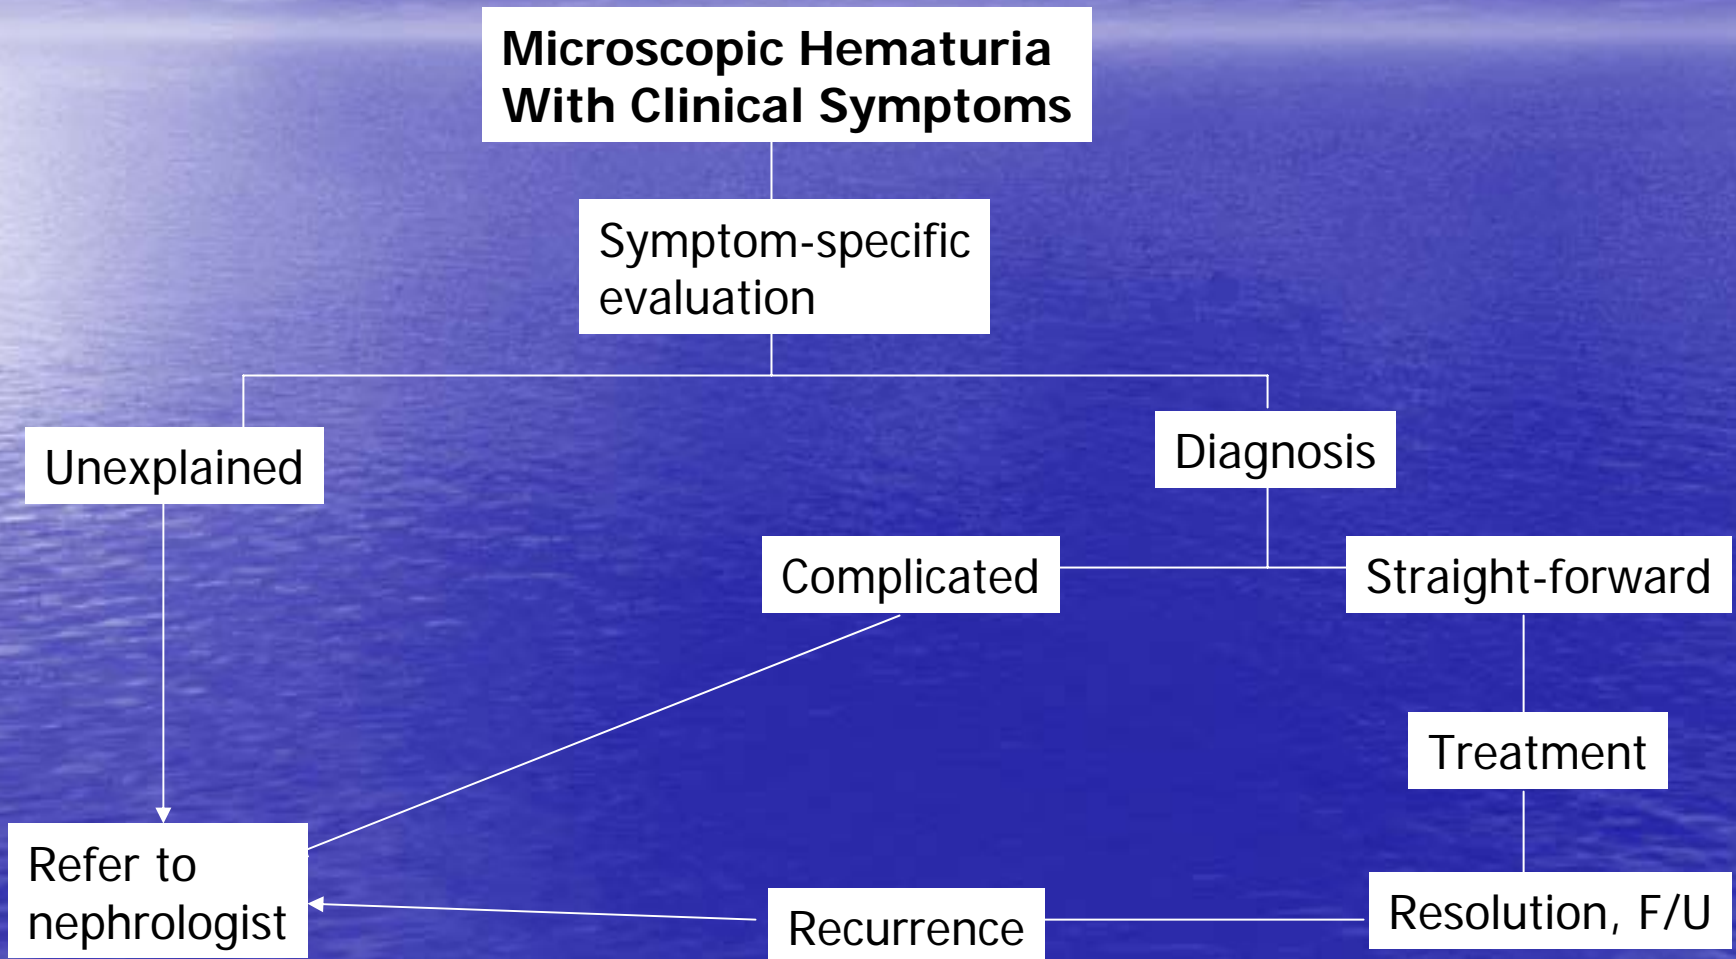 Microscopic Hematuria
With Clinical Symptoms
Symptom-specific
evaluation
Unexplained
Diagnosis
Complicated
Straight-forward
Treatment
Refer to
nephrologist
Recurrence
Resolution, F/U